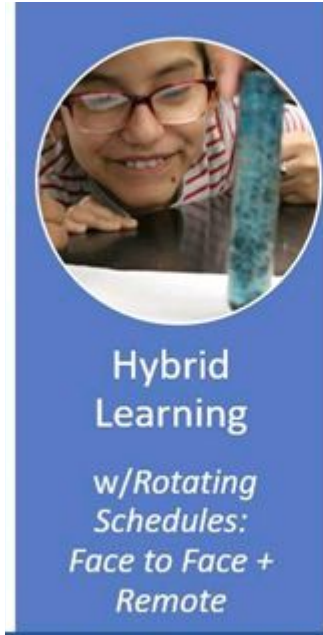 Hybrid
Learning
w/Rotating
Schedules:
Face to Face +
Remote